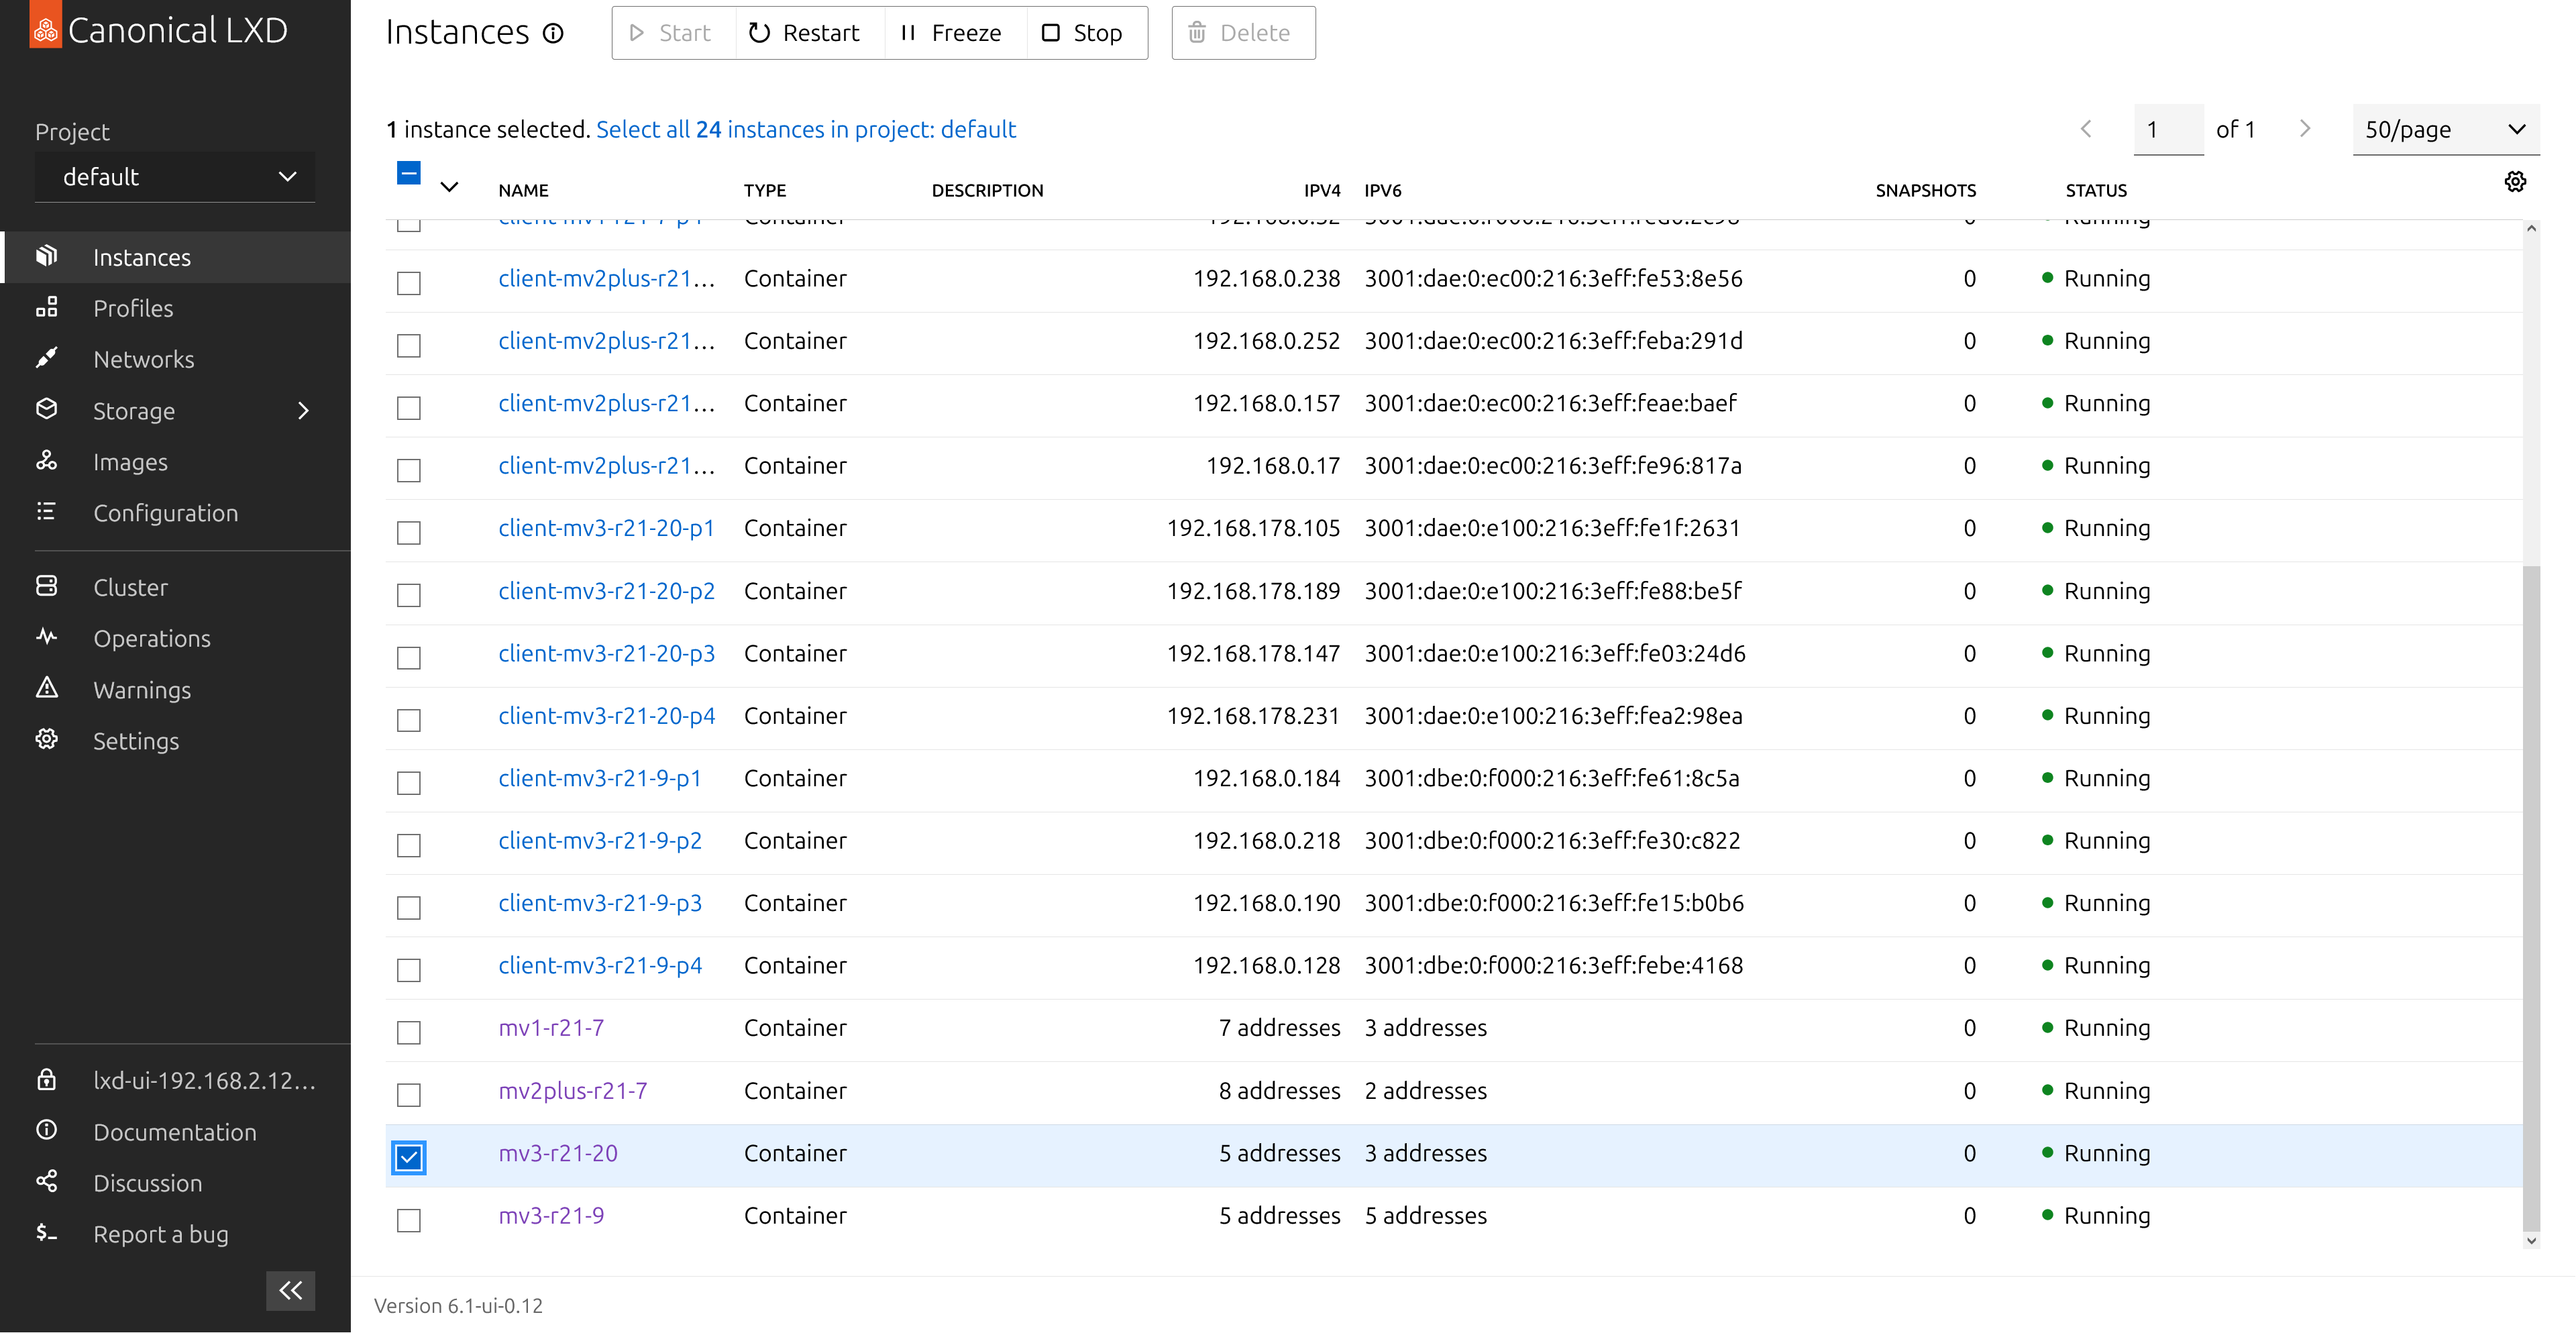 Canonical LXD
Project
default
Instances
Profiles
Networks
Storage
Images
Configuration
Cluster
Operations
Warnings
Settings
lxd-ui-192.168.2.12...
Documentation
Discussion
Report a bug
Instances
Start Restart Freeze Stop Delete
1 instance selected. Select all 24 instances in project: default
1 of 1 50/page
NAME TYPE DESCRIPTION IPV4 IPV6 SNAPSHOTS STATUS
client-mv1-r21-7-p4 Container 192.168.0.52 0 Running
client-mv2plus-r21... Container 192.168.0.238 3001:dae:0:ec00:216:3eff:fe53:8e56 0 Running
client-mv2plus-r21... Container 192.168.0.252 3001:dae:0:ec00:216:3eff:feba:291d 0 Running
client-mv2plus-r21... Container 192.168.0.157 3001:dae:0:ec00:216:3eff:feae:baef 0 Running
client-mv2plus-r21... Container 192.168.0.17 3001:dae:0:ec00:216:3eff:fe96:817a 0 Running
client-mv3-r21-20-p1 Container 192.168.178.105 3001:dae:0:e100:216:3eff:fe1f:2631 0 Running
client-mv3-r21-20-p2 Container 192.168.178.189 3001:dae:0:e100:216:3eff:fe88:be5f 0 Running
client-mv3-r21-20-p3 Container 192.168.178.147 3001:dae:0:e100:216:3eff:fe03:24d6 0 Running
client-mv3-r21-20-p4 Container 192.168.178.231 3001:dae:0:e100:216:3eff:fea2:98ea 0 Running
client-mv3-r21-9-p1 Container 192.168.0.184 3001:dbe:0:f000:216:3eff:fe61:8c5a 0 Running
client-mv3-r21-9-p2 Container 192.168.0.218 3001:dbe:0:f000:216:3eff:fe30:c822 0 Running
client-mv3-r21-9-p3 Container 192.168.0.190 3001:dbe:0:f000:216:3eff:fe15:b0b6 0 Running
client-mv3-r21-9-p4 Container 192.168.0.128 3001:dbe:0:f000:216:3eff:febe:4168 0 Running
mv1-r21-7 Container 7 addresses 3 addresses 0 Running
mv2plus-r21-7 Container 8 addresses 2 addresses 0 Running
mv3-r21-20 Container 5 addresses 3 addresses 0 Running
mv3-r21-9 Container 5 addresses 5 addresses 0 Running
Version 6.1-ui-0.12